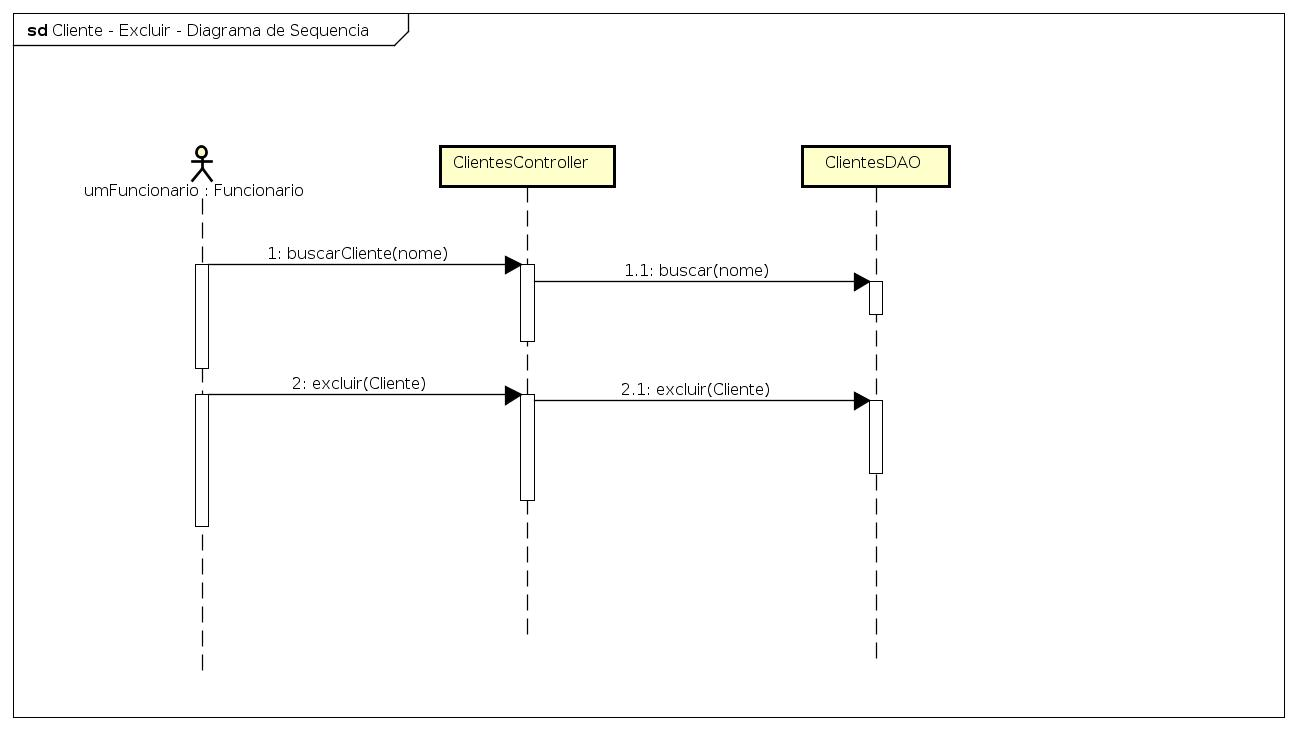 sd Cliente - Excluir - Diagrama de Sequencia
umFuncionario : Funcionario
ClientesController
ClientesDAO
1: buscarCliente(nome)
1.1: buscar(nome)
2: excluir(Cliente)
2.1: excluir(Cliente)